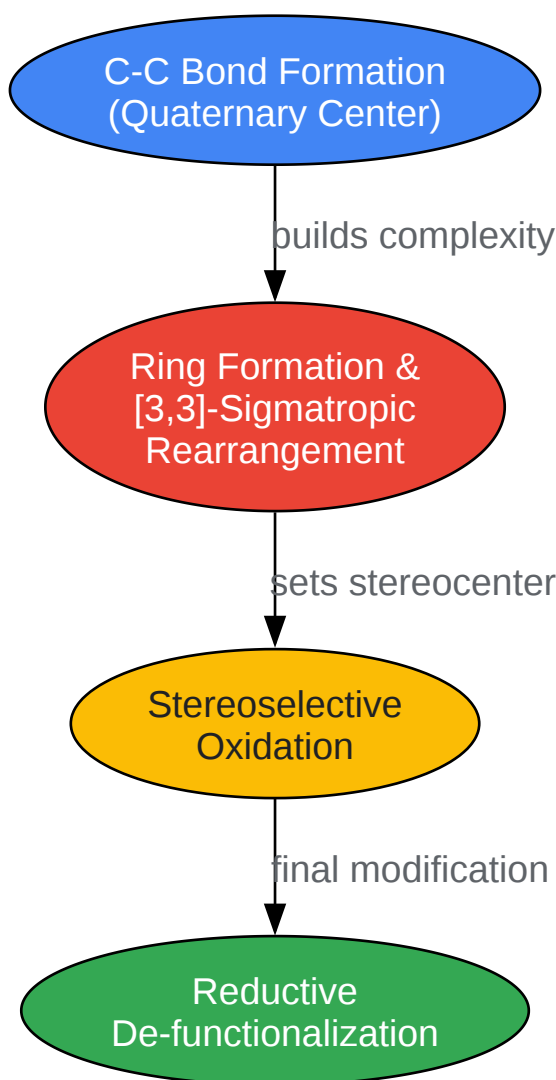 C-C Bond Formation
(Quaternary Center)
builds complexity
Ring Formation &
[3,3]-Sigmatropic
Rearrangement
sets stereocenter
Stereoselective
Oxidation
final modification
Reductive
De-functionalization